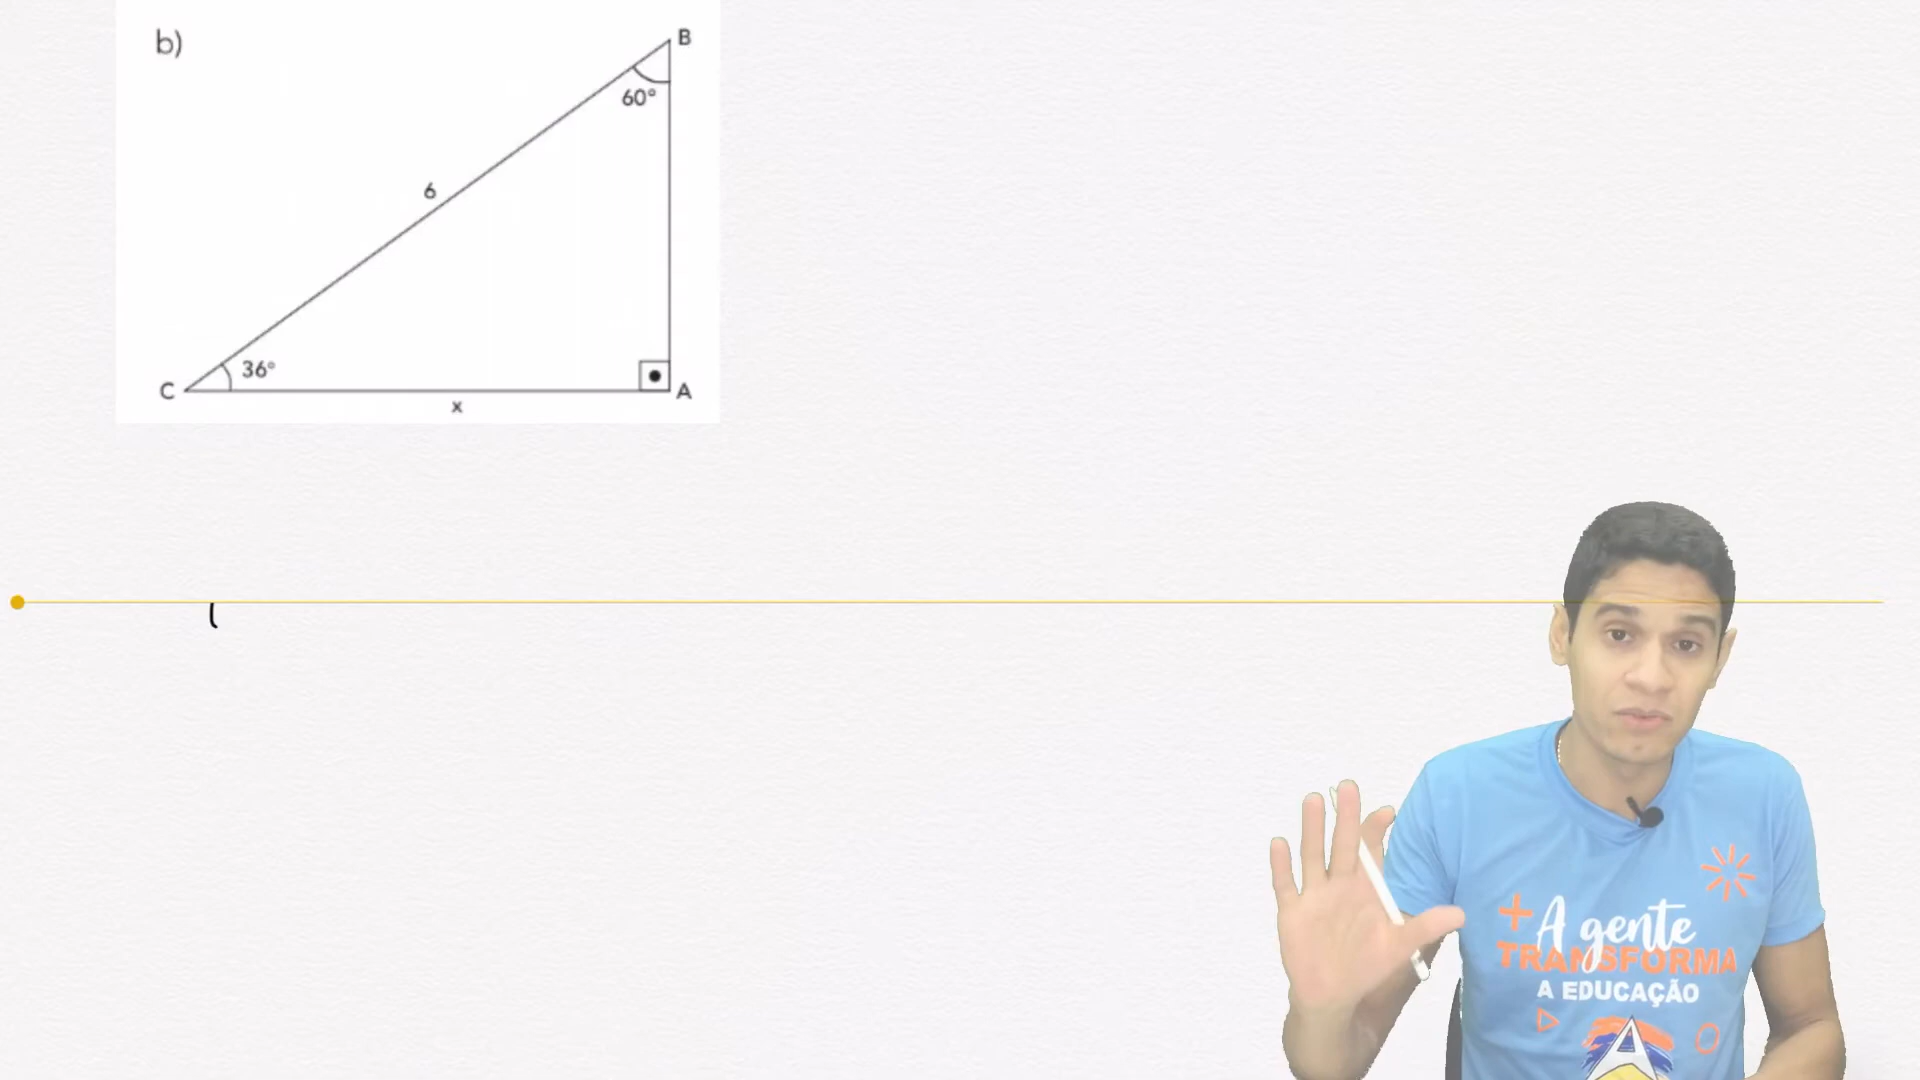 b)
B
60°
6
36°
C
A
x
A gente
TRANSFORMA
A EDUCAÇÃO